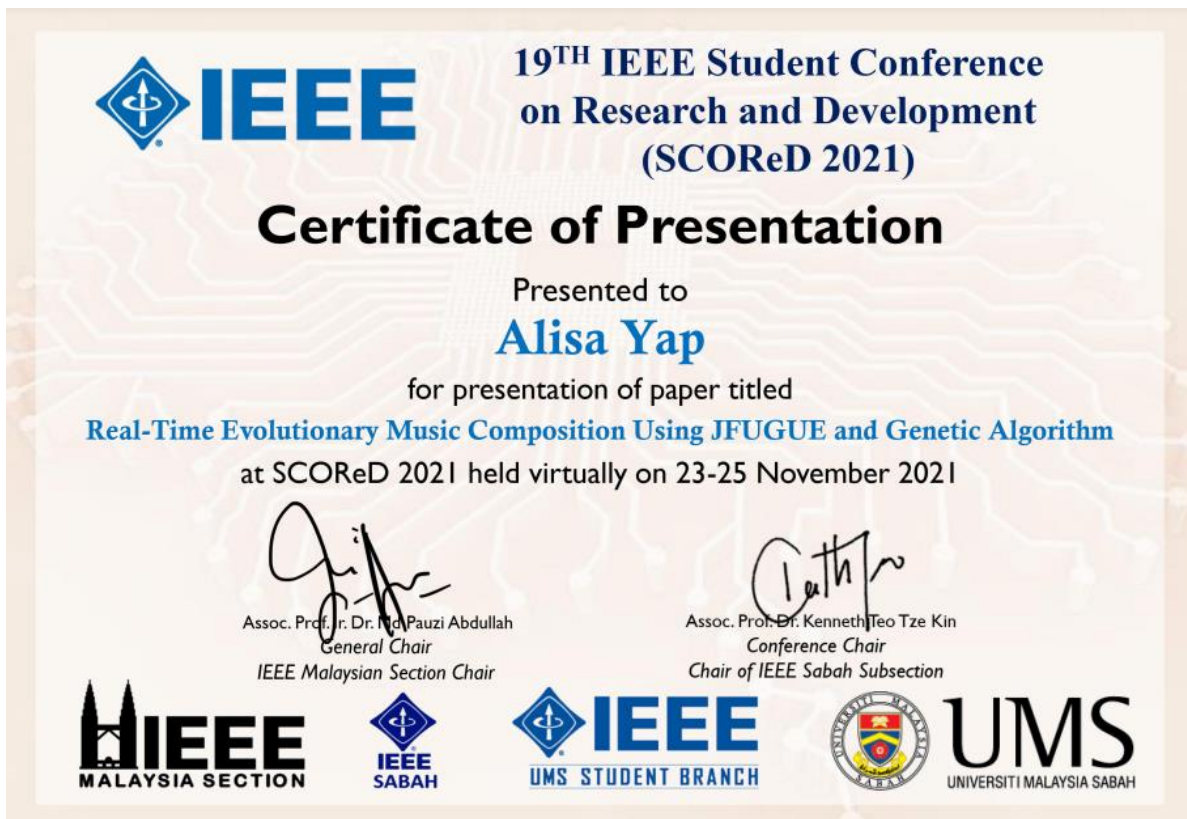 IEEE
19TH IEEE Student Conference
on Research and Development
(SCOReD 2021)
Certificate of Presentation
Presented to
Alisa Yap
for presentation of paper titled
Real-Time Evolutionary Music Composition Using JFUGUE and Genetic Algorithm
at SCOReD 2021 held virtually on 23-25 November 2021
Assoc. Prof. Ir. Dr. Md Pauzi Abdullah
General Chair
IEEE Malaysian Section Chair
Assoc. Prof. Dr. Kenneth Teo Tze Kin
Conference Chair
Chair of IEEE Sabah Subsection
IEEE
MALAYSIA SECTION
IEEE
SABAH
IEEE
UMS STUDENT BRANCH
UNIVERSITI MALAYSIA
SABAH
UMS
UNIVERSITI MALAYSIA SABAH